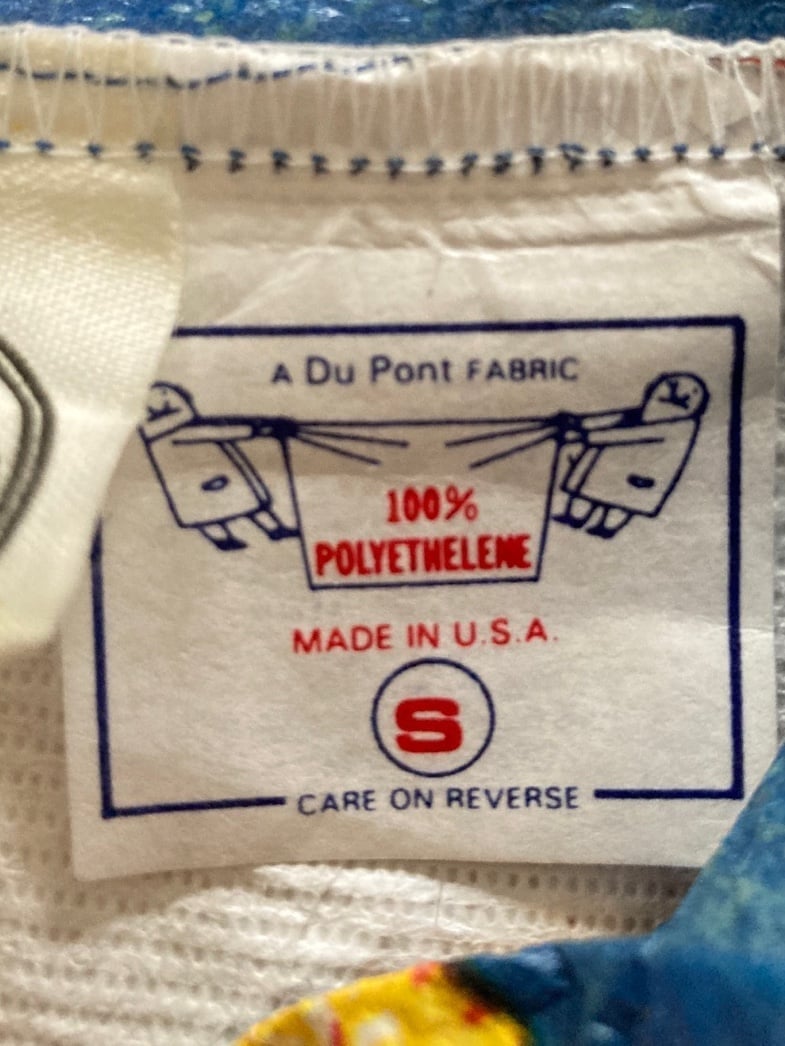 A Du Pont FABRIC
100%
POLYETHELENE
MADE IN U.S.A.
S
CARE ON REVERSE